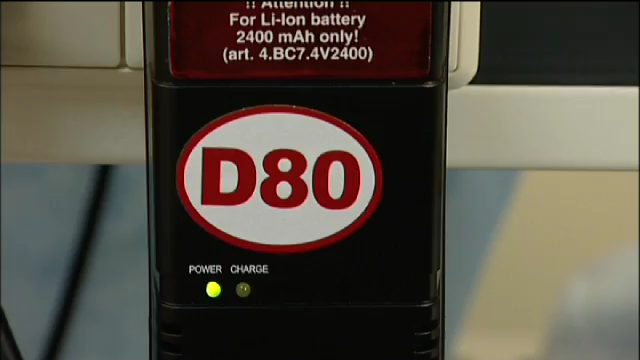 !! Attention !!
For Li-Ion battery
2400 mAh only!
(art. 4.BC7.4V2400)
D80
POWER CHARGE